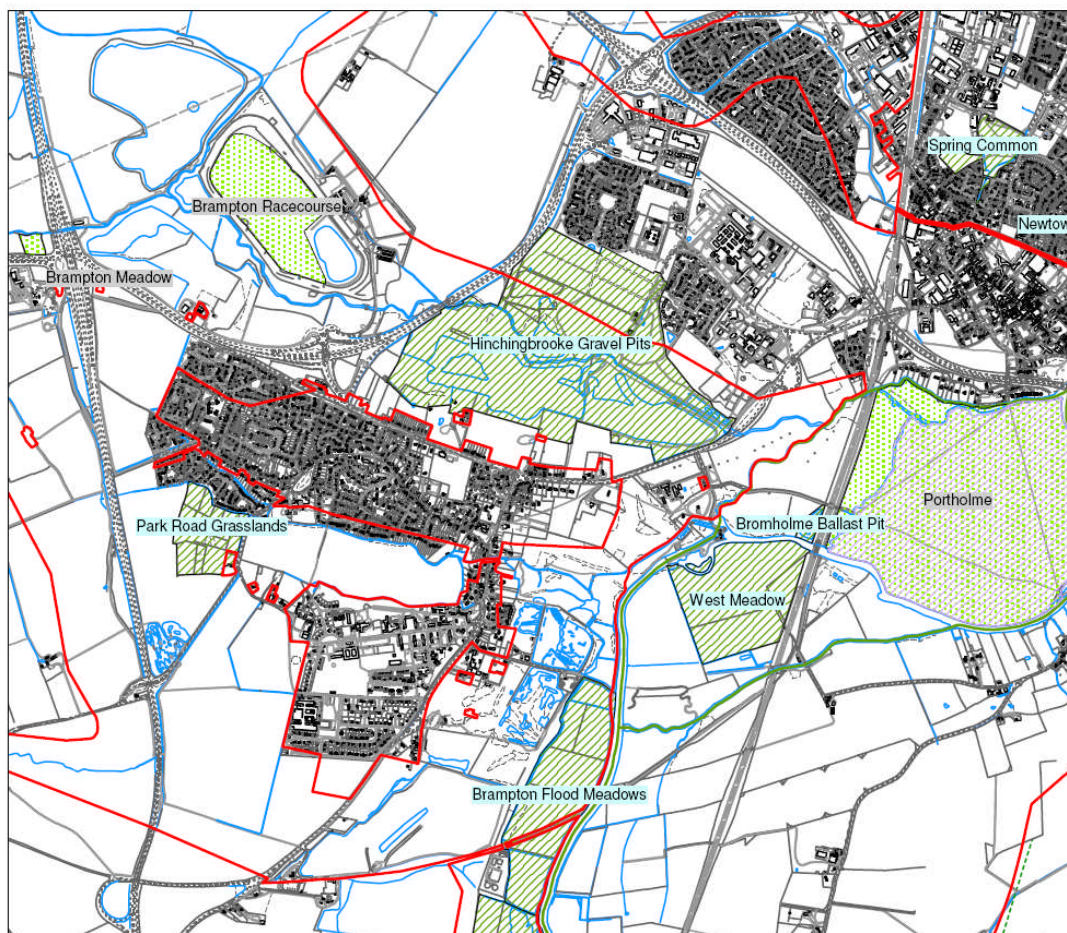 Spring Common
Brampton Racecourse
Newtow
Brampton Meadow
Hinchingbrooke Gravel Pits
Portholme
Park Road Grasslands
Bromholme Ballast Pit
West Meadow
Brampton Flood Meadows